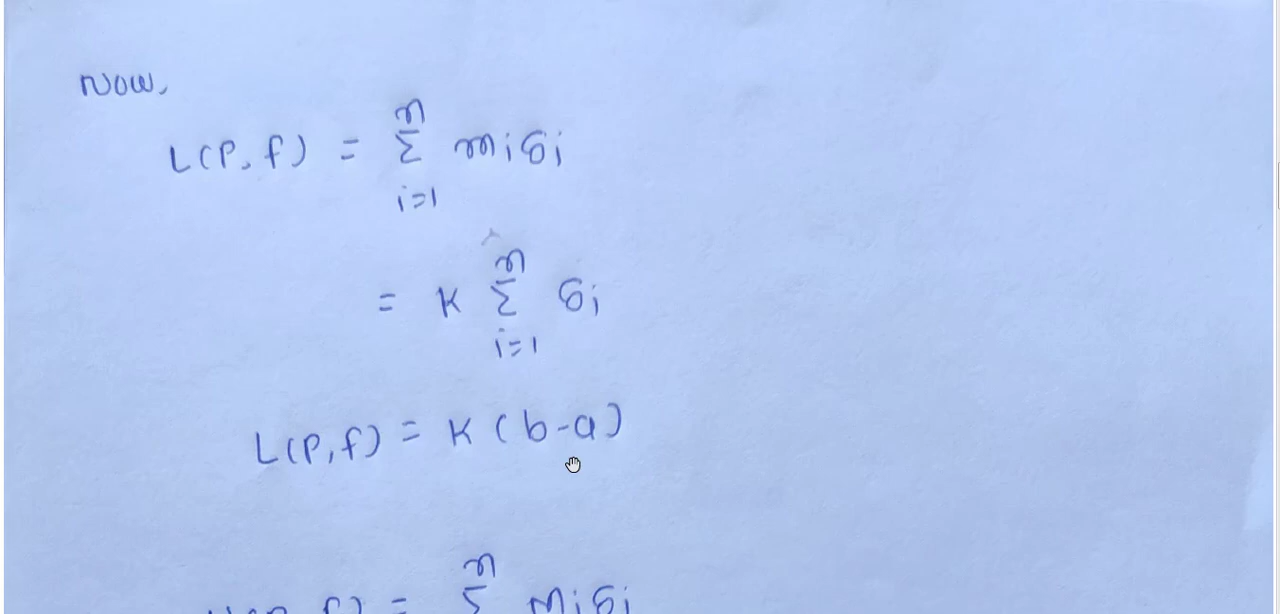 Now,
L(P, f) = n Σ i=1 miδi
= K n Σ i=1 δi
L(P, f) = K (b-a)
U(P, f) = n Σ Miδi